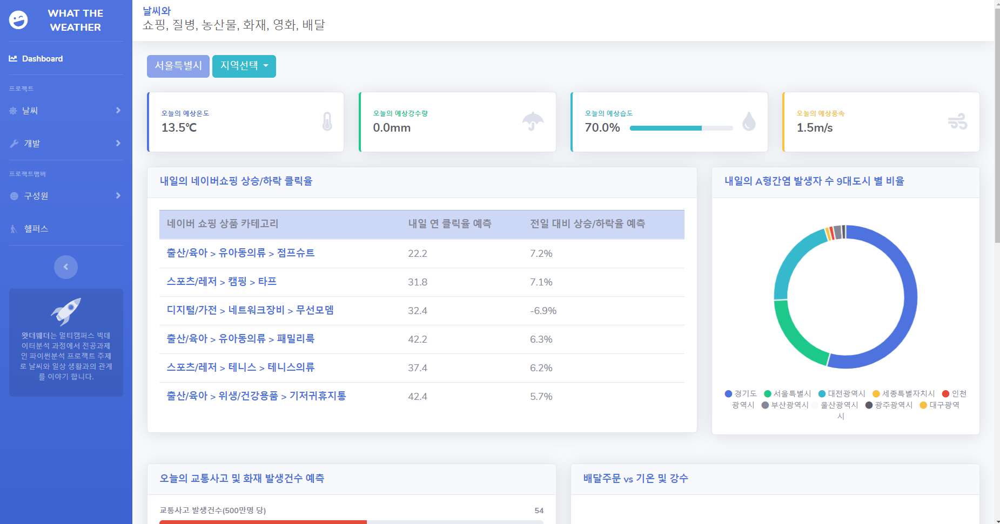 WHAT THE
WEATHER
Dashboard
프로젝트
날씨
개발
프로젝트멤버
구성원
헬퍼스
왓더웨더는 멀티캠퍼스 빅데
이터분석 과정에서 전공과제
인 파이썬분석 프로젝트 주제
로 날씨와 일상 생활과의 관계
를 이야기 합니다.
날씨와
쇼핑, 질병, 농산물, 화재, 영화, 배달
서울특별시 지역선택
오늘의 예상온도
13.5℃
오늘의 예상강수량
0.0mm
오늘의 예상습도
70.0%
오늘의 예상풍속
1.5m/s
내일의 네이버쇼핑 상승/하락 클릭율
네이버 쇼핑 상품 카테고리 내일 연 클릭율 예측 전일 대비 상승/하락율 예측
출산/육아 > 유아동의류 > 점프슈트 22.2 7.2%
스포츠/레저 > 캠핑 > 타프 31.8 7.1%
디지털/가전 > 네트워크장비 > 무선모뎀 32.4 -6.9%
출산/육아 > 유아동의류 > 패밀리룩 42.2 6.3%
스포츠/레저 > 테니스 > 테니스의류 37.4 6.2%
출산/육아 > 위생/건강용품 > 기저귀휴지통 42.4 5.7%
내일의 A형간염 발생자 수 9대도시 별 비율
경기도 서울특별시 대전광역시 세종특별자치시 인천
광역시 부산광역시 울산광역시 광주광역시 대구광역
시
오늘의 교통사고 및 화재 발생건수 예측
교통사고 발생건수(500만명 당) 54
배달주문 vs 기온 및 강수